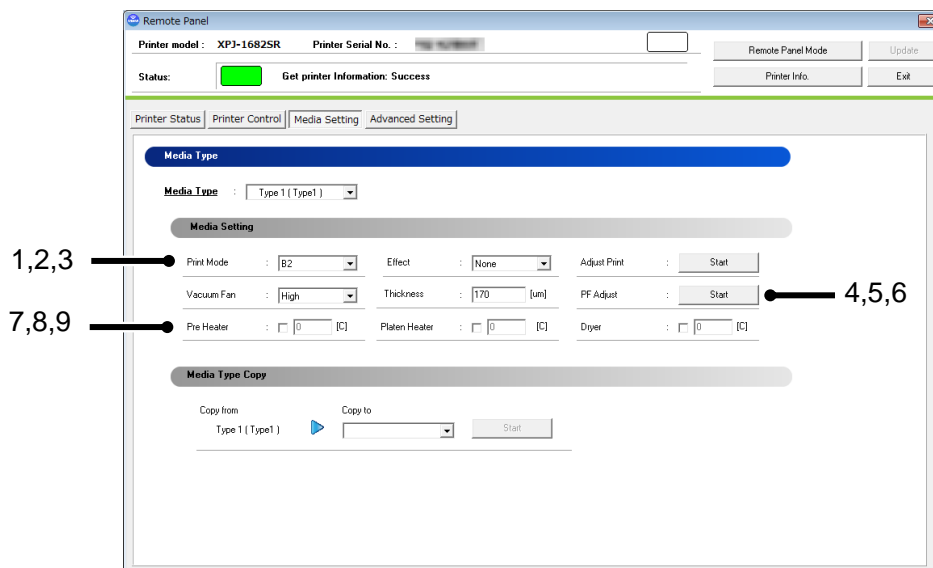 Remote Panel
Printer model : XPJ-1682SR Printer Serial No. :
Remote Panel Mode Update
Status: Get printer Information: Success Printer Info. Exit
Printer Status Printer Control Media Setting Advanced Setting
Media Type
Media Type : Type 1 ( Type1 )
Media Setting
1,2,3 Print Mode : B2 Effect : None Adjust Print : Start
Vacuum Fan : High Thickness : 170 [um] PF Adjust : Start 4,5,6
7,8,9 Pre Heater : 0 [C] Platen Heater : 0 [C] Dryer : 0 [C]
Media Type Copy
Copy from Copy to
Type 1 ( Type1 ) Start